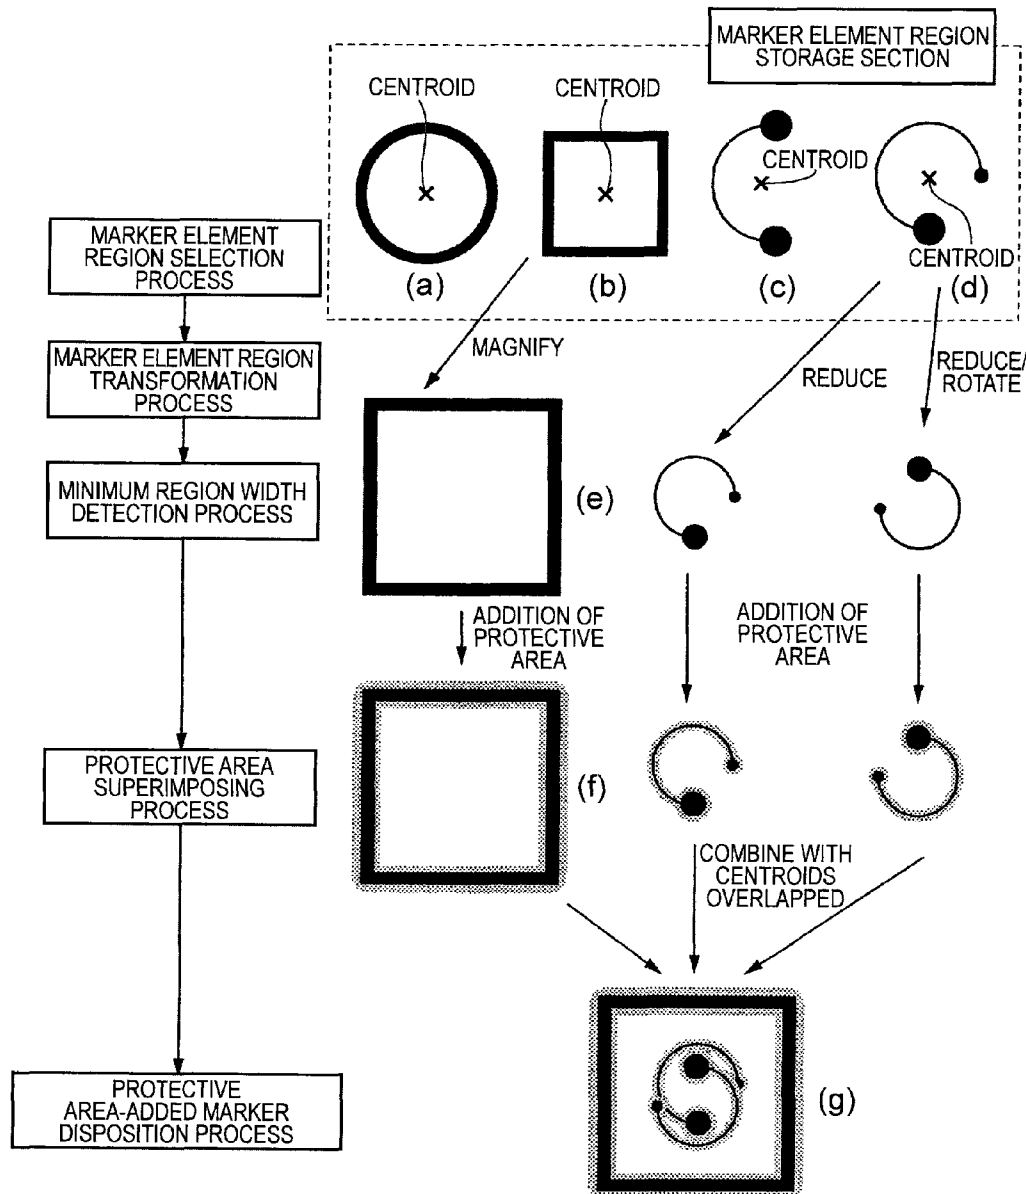 MARKER ELEMENT REGION
STORAGE SECTION
CENTROID
CENTROID
CENTROID
CENTROID
(a)
(b)
(c)
(d)
MARKER ELEMENT
REGION SELECTION
PROCESS
MAGNIFY
REDUCE
REDUCE/
ROTATE
MARKER ELEMENT REGION
TRANSFORMATION
PROCESS
MINIMUM REGION WIDTH
DETECTION PROCESS
(e)
ADDITION OF
PROTECTIVE
AREA
ADDITION OF
PROTECTIVE
AREA
PROTECTIVE AREA
SUPERIMPOSING
PROCESS
(f)
COMBINE WITH
CENTROIDS
OVERLAPPED
PROTECTIVE
AREA-ADDED MARKER
DISPOSITION PROCESS
(g)